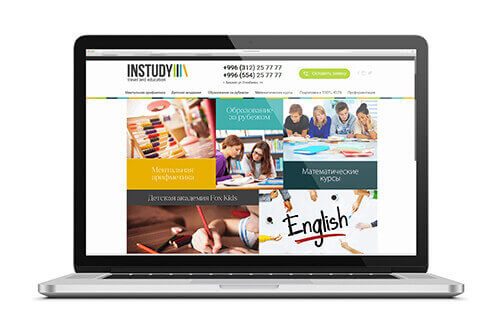 INSTUDY
travel and education
+996 (312) 25 77 77
+996 (554) 25 77 77
Оставить заявку
Ментальная арифметика Детская академия Образование за рубежом Математические курсы Подготовка к Профориентация
Образование
за рубежом
Ментальная
арифметика
Математические
курсы
Детская академия Fox Kids
English